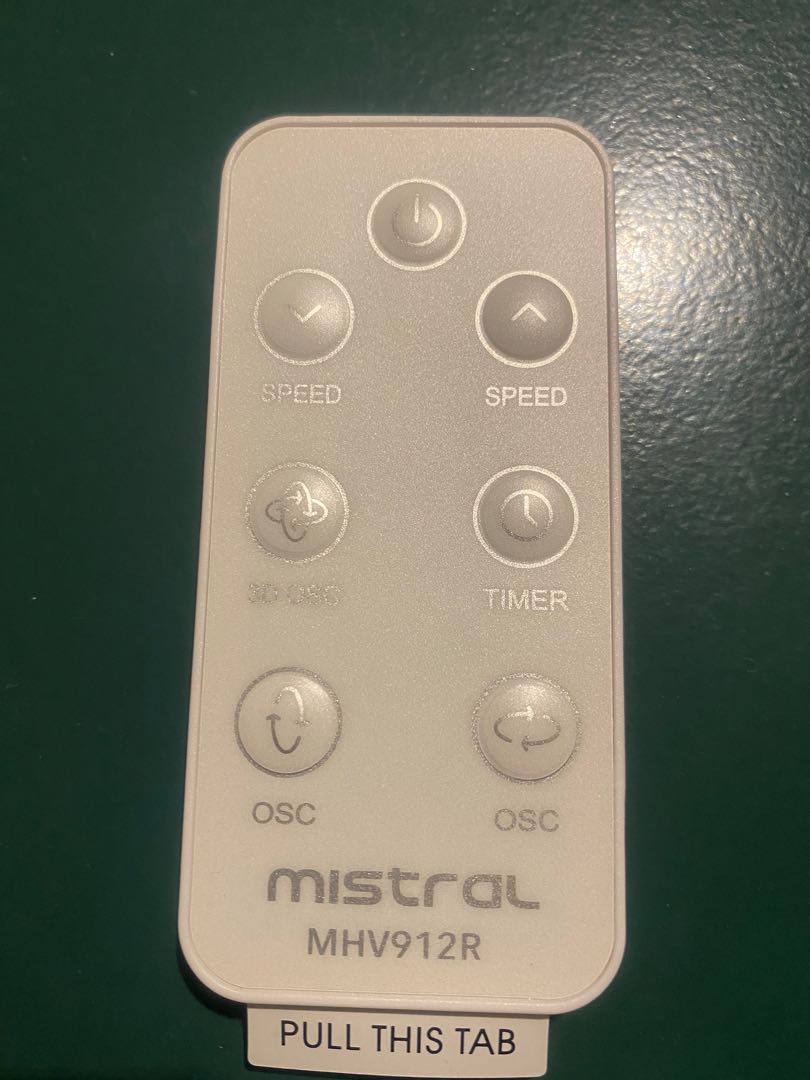 SPEED SPEED
3D OSC TIMER
OSC OSC
mistral
MHV912R
PULL THIS TAB